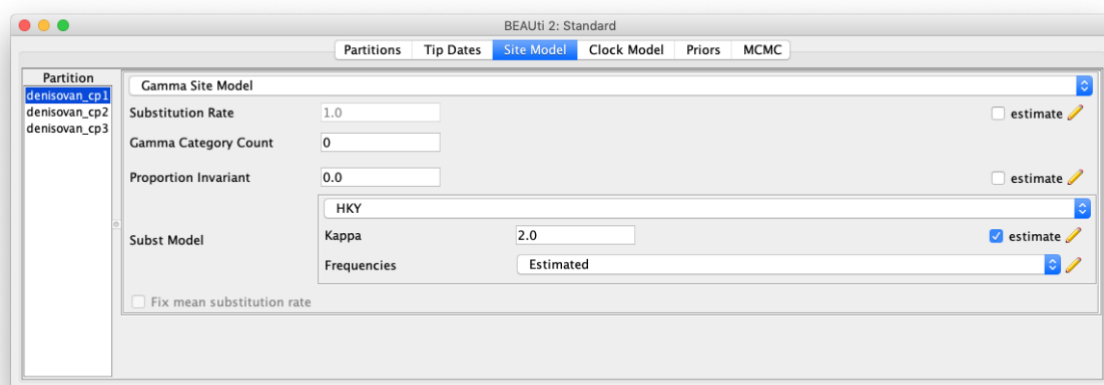 BEAUti 2: Standard
Partitions Tip Dates Site Model Clock Model Priors MCMC
Partition
denisovan_cp1
denisovan_cp2
denisovan_cp3
Gamma Site Model
Substitution Rate 1.0 estimate
Gamma Category Count 0
Proportion Invariant 0.0 estimate
HKY
Subst Model Kappa 2.0 estimate
Frequencies Estimated
Fix mean substitution rate